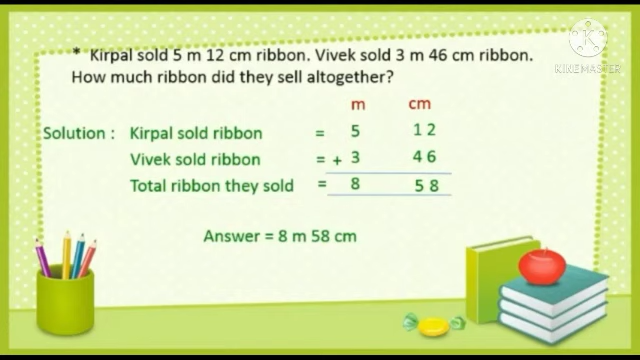 * Kirpal sold 5 m 12 cm ribbon. Vivek sold 3 m 46 cm ribbon.
How much ribbon did they sell altogether?
m cm
Solution : Kirpal sold ribbon = 5 12
Vivek sold ribbon = + 3 46
Total ribbon they sold = 8 58
Answer = 8 m 58 cm
K
KINEMASTER